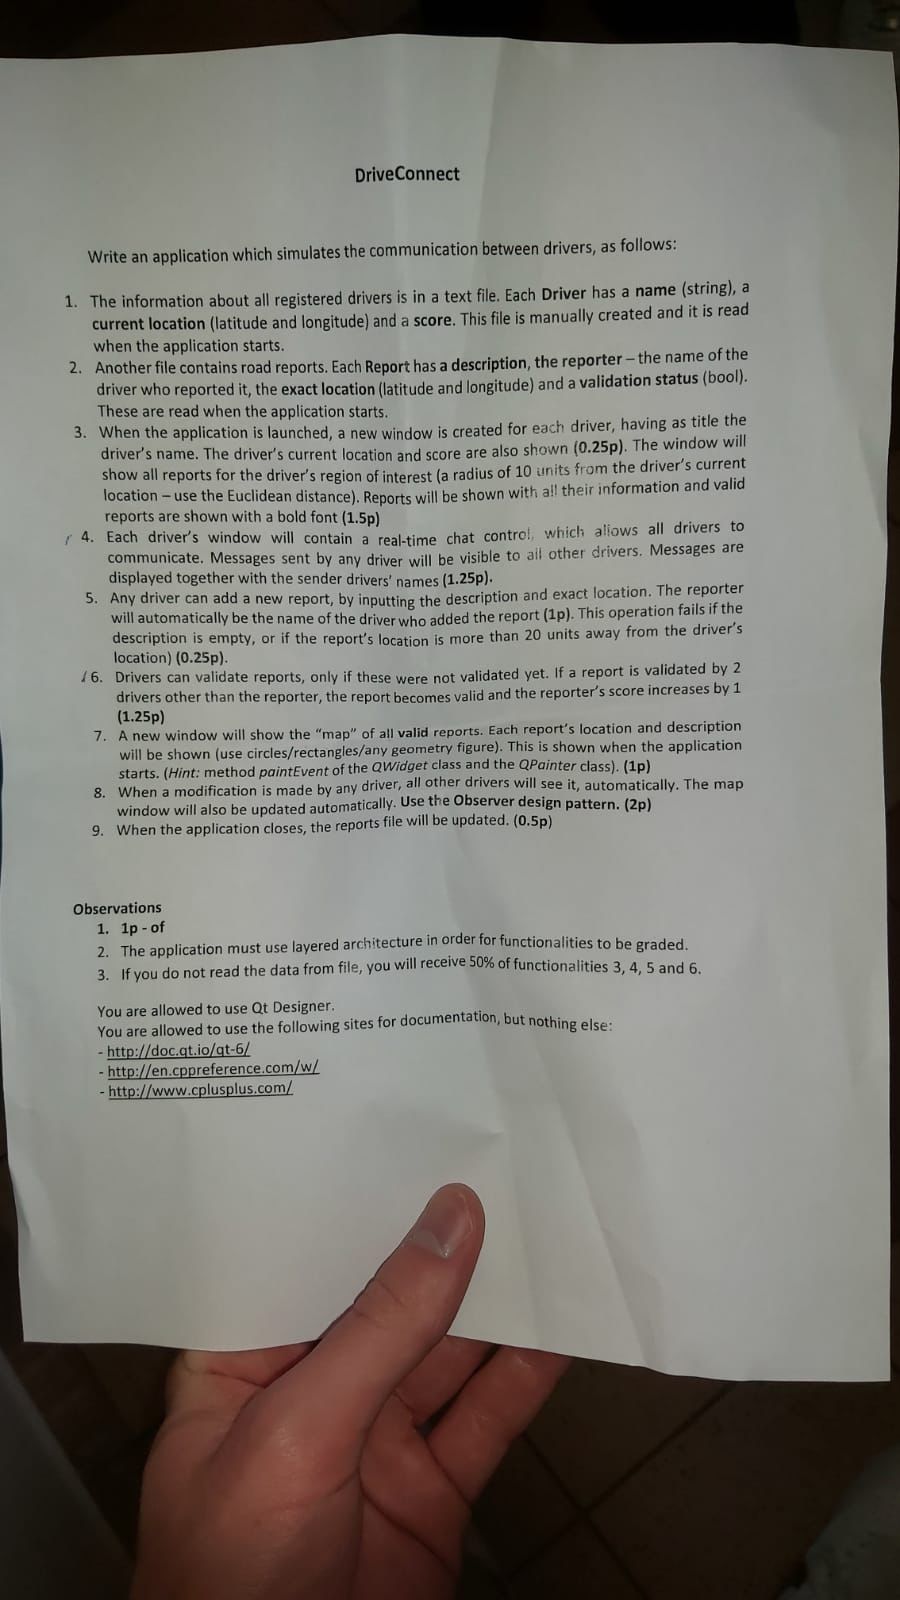 DriveConnect
Write an application which simulates the communication between drivers, as follows:
1. The information about all registered drivers is in a text file. Each Driver has a name (string), a
current location (latitude and longitude) and a score. This file is manually created and it is read
when the application starts.
2. Another file contains road reports. Each Report has a description, the reporter – the name of the
driver who reported it, the exact location (latitude and longitude) and a validation status (bool).
These are read when the application starts.
3. When the application is launched, a new window is created for each driver, having as title the
driver's name. The driver's current location and score are also shown (0.25p). The window will
show all reports for the driver's region of interest (a radius of 10 units from the driver's current
location – use the Euclidean distance). Reports will be shown with all their information and valid
reports are shown with a bold font (1.5p)
4. Each driver's window will contain a real-time chat control, which allows all drivers to
communicate. Messages sent by any driver will be visible to all other drivers. Messages are
displayed together with the sender drivers' names (1.25p).
5. Any driver can add a new report, by inputting the description and exact location. The reporter
will automatically be the name of the driver who added the report (1p). This operation fails if the
description is empty, or if the report's location is more than 20 units away from the driver's
location) (0.25p).
6. Drivers can validate reports, only if these were not validated yet. If a report is validated by 2
drivers other than the reporter, the report becomes valid and the reporter's score increases by 1
(1.25p)
7. A new window will show the "map" of all valid reports. Each report's location and description
will be shown (use circles/rectangles/any geometry figure). This is shown when the application
starts. (Hint: method paintEvent of the QWidget class and the QPainter class). (1p)
8. When a modification is made by any driver, all other drivers will see it, automatically. The map
window will also be updated automatically. Use the Observer design pattern. (2p)
9. When the application closes, the reports file will be updated. (0.5p)
Observations
1. 1p - of
2. The application must use layered architecture in order for functionalities to be graded.
3. If you do not read the data from file, you will receive 50% of functionalities 3, 4, 5 and 6.
You are allowed to use Qt Designer.
You are allowed to use the following sites for documentation, but nothing else:
- http://doc.qt.io/qt-6/
- http://en.cppreference.com/w/
- http://www.cplusplus.com/